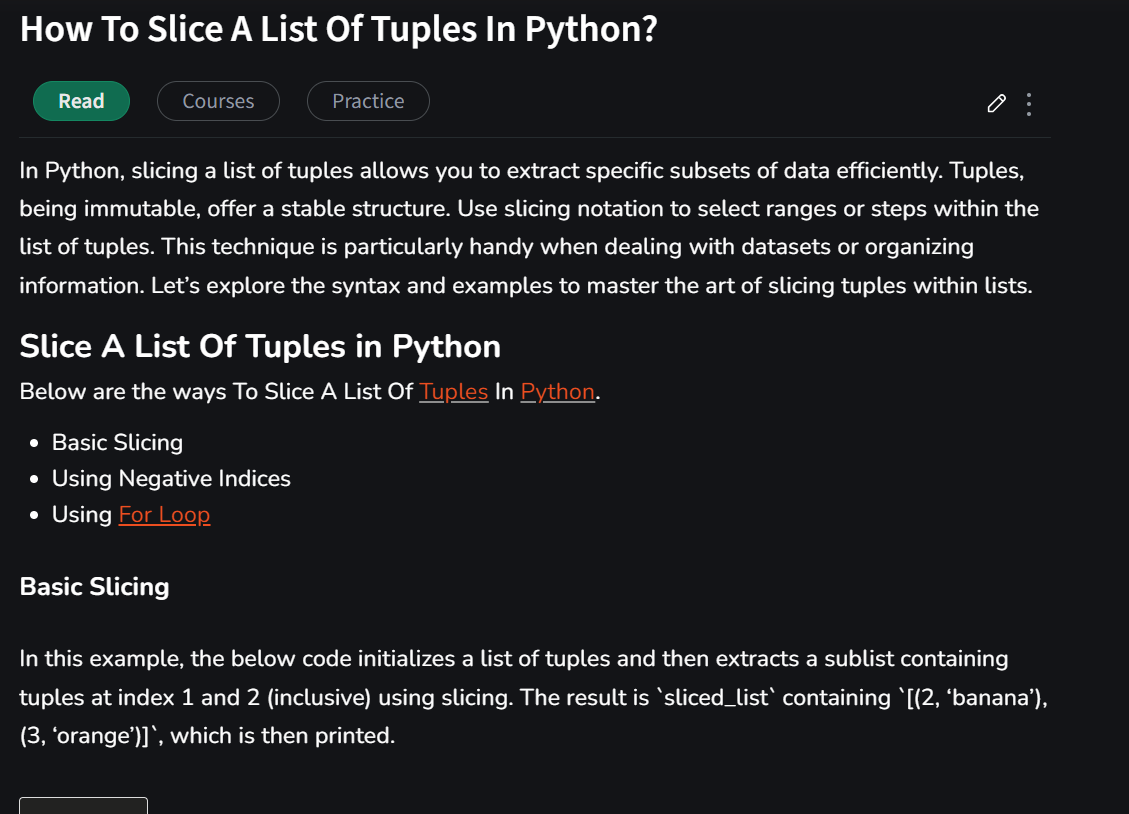 How To Slice A List Of Tuples In Python?
Read
Courses
Practice
In Python, slicing a list of tuples allows you to extract specific subsets of data efficiently. Tuples,
being immutable, offer a stable structure. Use slicing notation to select ranges or steps within the
list of tuples. This technique is particularly handy when dealing with datasets or organizing
information. Let’s explore the syntax and examples to master the art of slicing tuples within lists.
Slice A List Of Tuples in Python
Below are the ways To Slice A List Of Tuples In Python.
• Basic Slicing
• Using Negative Indices
• Using For Loop
Basic Slicing
In this example, the below code initializes a list of tuples and then extracts a sublist containing
tuples at index 1 and 2 (inclusive) using slicing. The result is `sliced_list` containing `[(2, ‘banana’),
(3, ‘orange’)]`, which is then printed.